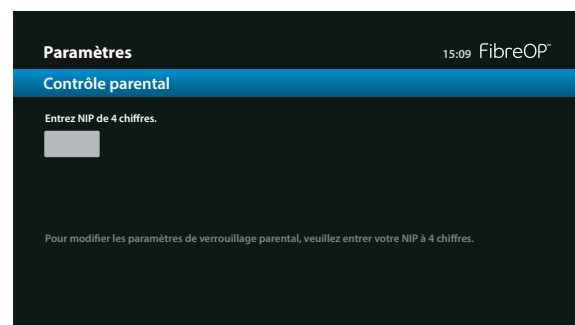 Paramètres 15:09 FibreOP™
Contrôle parental
Entrez NIP de 4 chiffres.
Pour modifier les paramètres de verrouillage parental, veuillez entrer votre NIP à 4 chiffres.